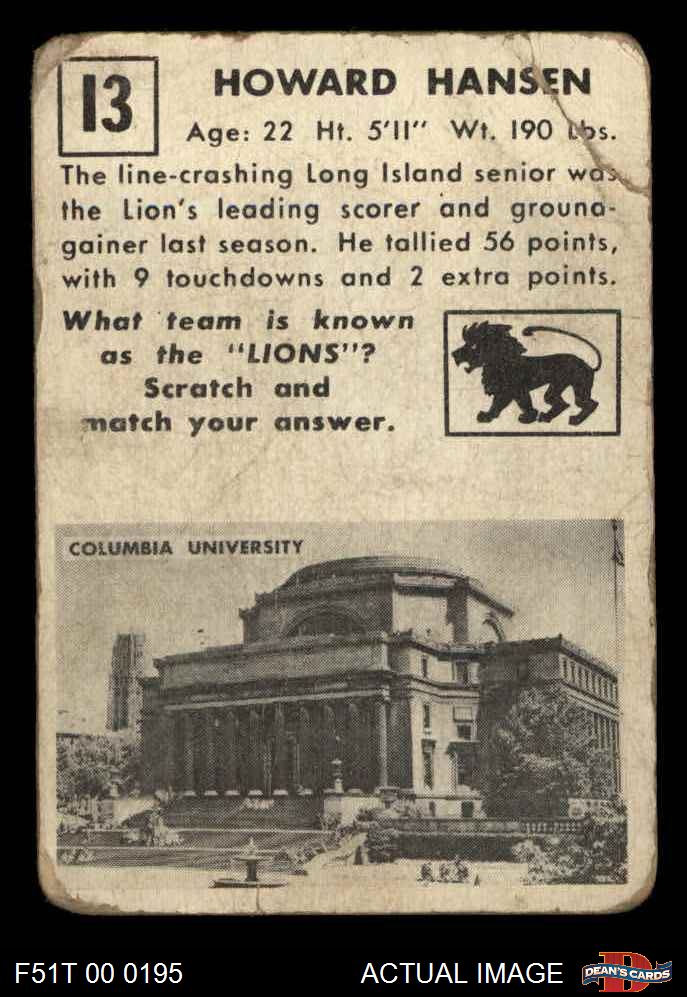 13
HOWARD HANSEN
Age: 22 Ht. 5'11" Wt. 190 Lbs.
The line-crashing Long Island senior was
the Lion's leading scorer and ground-
gainer last season. He tallied 56 points,
with 9 touchdowns and 2 extra points.
What team is known
as the "LIONS"?
Scratch and
match your answer.
COLUMBIA UNIVERSITY
F51T 00 0195 ACTUAL IMAGE DEAN'S CARDS